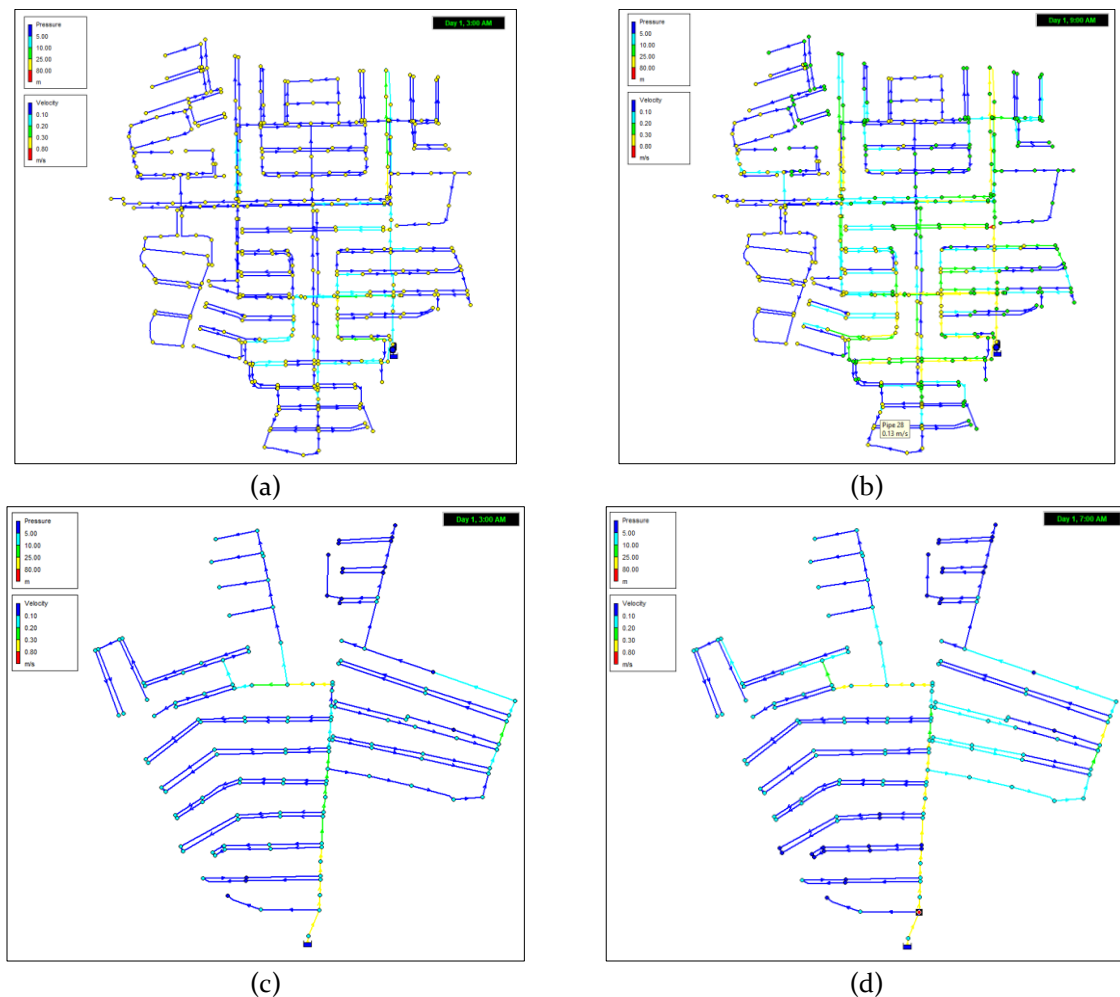 Pressure
5.00
10.00
25.00
80.00
m
Velocity
0.10
0.20
0.30
0.80
m/s
Day 1, 3:00 AM
(a)
Pressure
5.00
10.00
25.00
80.00
m
Velocity
0.10
0.20
0.30
0.80
m/s
Day 1, 9:00 AM
Pipe 28
0.13 m/s
(b)
Pressure
5.00
10.00
25.00
80.00
m
Velocity
0.10
0.20
0.30
0.80
m/s
Day 1, 3:00 AM
(c)
Pressure
5.00
10.00
25.00
80.00
m
Velocity
0.10
0.20
0.30
0.80
m/s
Day 1, 7:00 AM
(d)